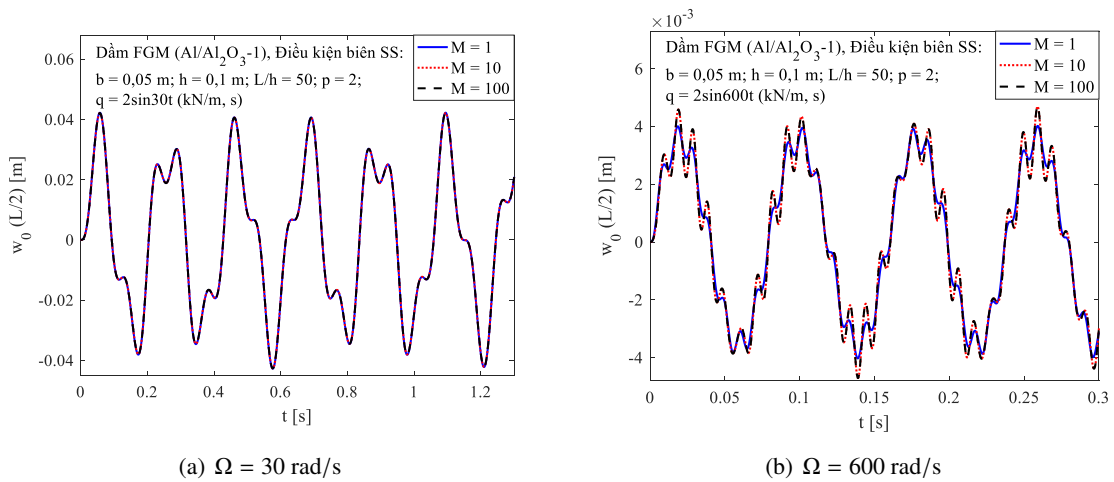 Dầm FGM (Al/Al2O3-1), Điều kiện biên SS:
b = 0,05 m; h = 0,1 m; L/h = 50; p = 2;
q = 2sin30t (kN/m, s)
M = 1
M = 10
M = 100
w0 (L/2) [m]
0.06
0.04
0.02
0
-0.02
-0.04
0
0.2
0.4
0.6
0.8
1
1.2
t [s]
(a) Ω = 30 rad/s
×10-3
Dầm FGM (Al/Al2O3-1), Điều kiện biên SS:
b = 0,05 m; h = 0,1 m; L/h = 50; p = 2;
q = 2sin600t (kN/m, s)
M = 1
M = 10
M = 100
w0 (L/2) [m]
6
4
2
0
-2
-4
0
0.05
0.1
0.15
0.2
0.25
0.3
t [s]
(b) Ω = 600 rad/s